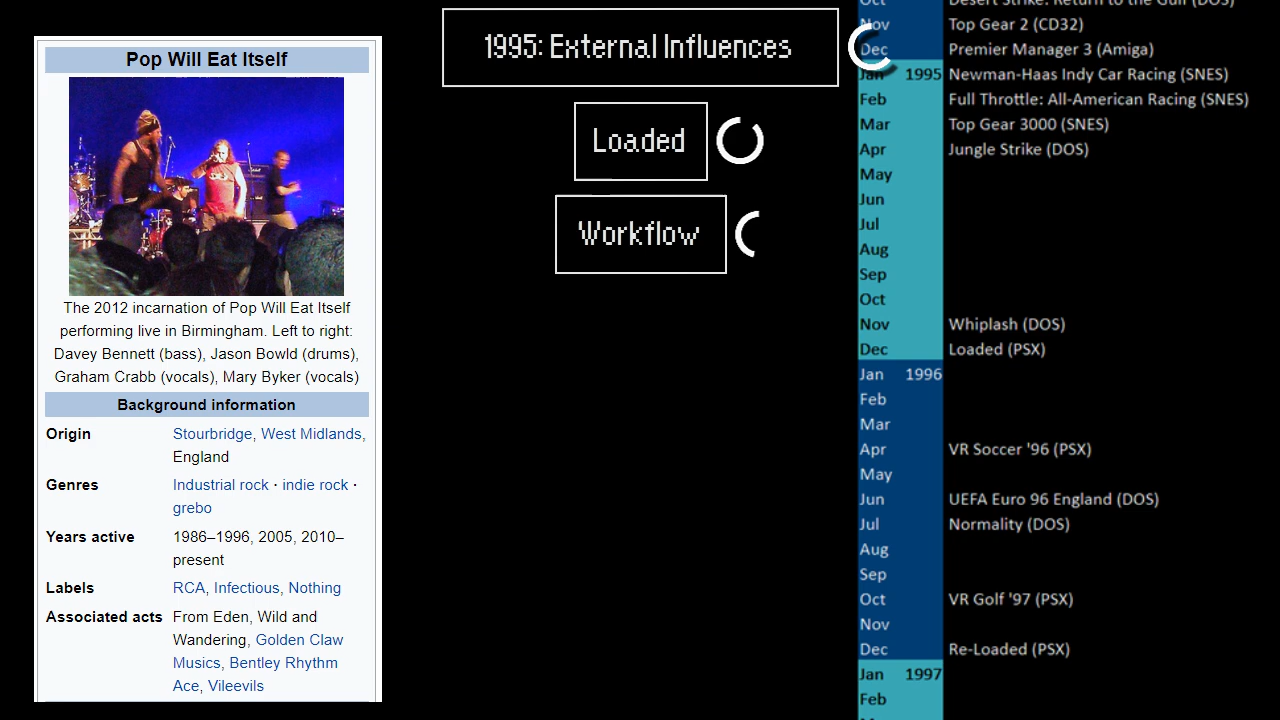 Pop Will Eat Itself
The 2012 incarnation of Pop Will Eat Itself
performing live in Birmingham. Left to right:
Davey Bennett (bass), Jason Bowld (drums),
Graham Crabb (vocals), Mary Byker (vocals)
Background information
Origin Stourbridge, West Midlands,
England
Genres Industrial rock · indie rock ·
grebo
Years active 1986–1996, 2005, 2010–
present
Labels RCA, Infectious, Nothing
Associated acts From Eden, Wild and
Wandering, Golden Claw
Musics, Bentley Rhythm
Ace, Vileevils
1995: External Influences
Loaded
Workflow
Oct Desert Strike: Return to the Gulf (DOS)
Nov Top Gear 2 (CD32)
Dec Premier Manager 3 (Amiga)
Jan 1995 Newman-Haas Indy Car Racing (SNES)
Feb Full Throttle: All-American Racing (SNES)
Mar Top Gear 3000 (SNES)
Apr Jungle Strike (DOS)
May
Jun
Jul
Aug
Sep
Oct
Nov Whiplash (DOS)
Dec Loaded (PSX)
Jan 1996
Feb
Mar
Apr VR Soccer '96 (PSX)
May
Jun UEFA Euro 96 England (DOS)
Jul Normality (DOS)
Aug
Sep
Oct VR Golf '97 (PSX)
Nov
Dec Re-Loaded (PSX)
Jan 1997
Feb